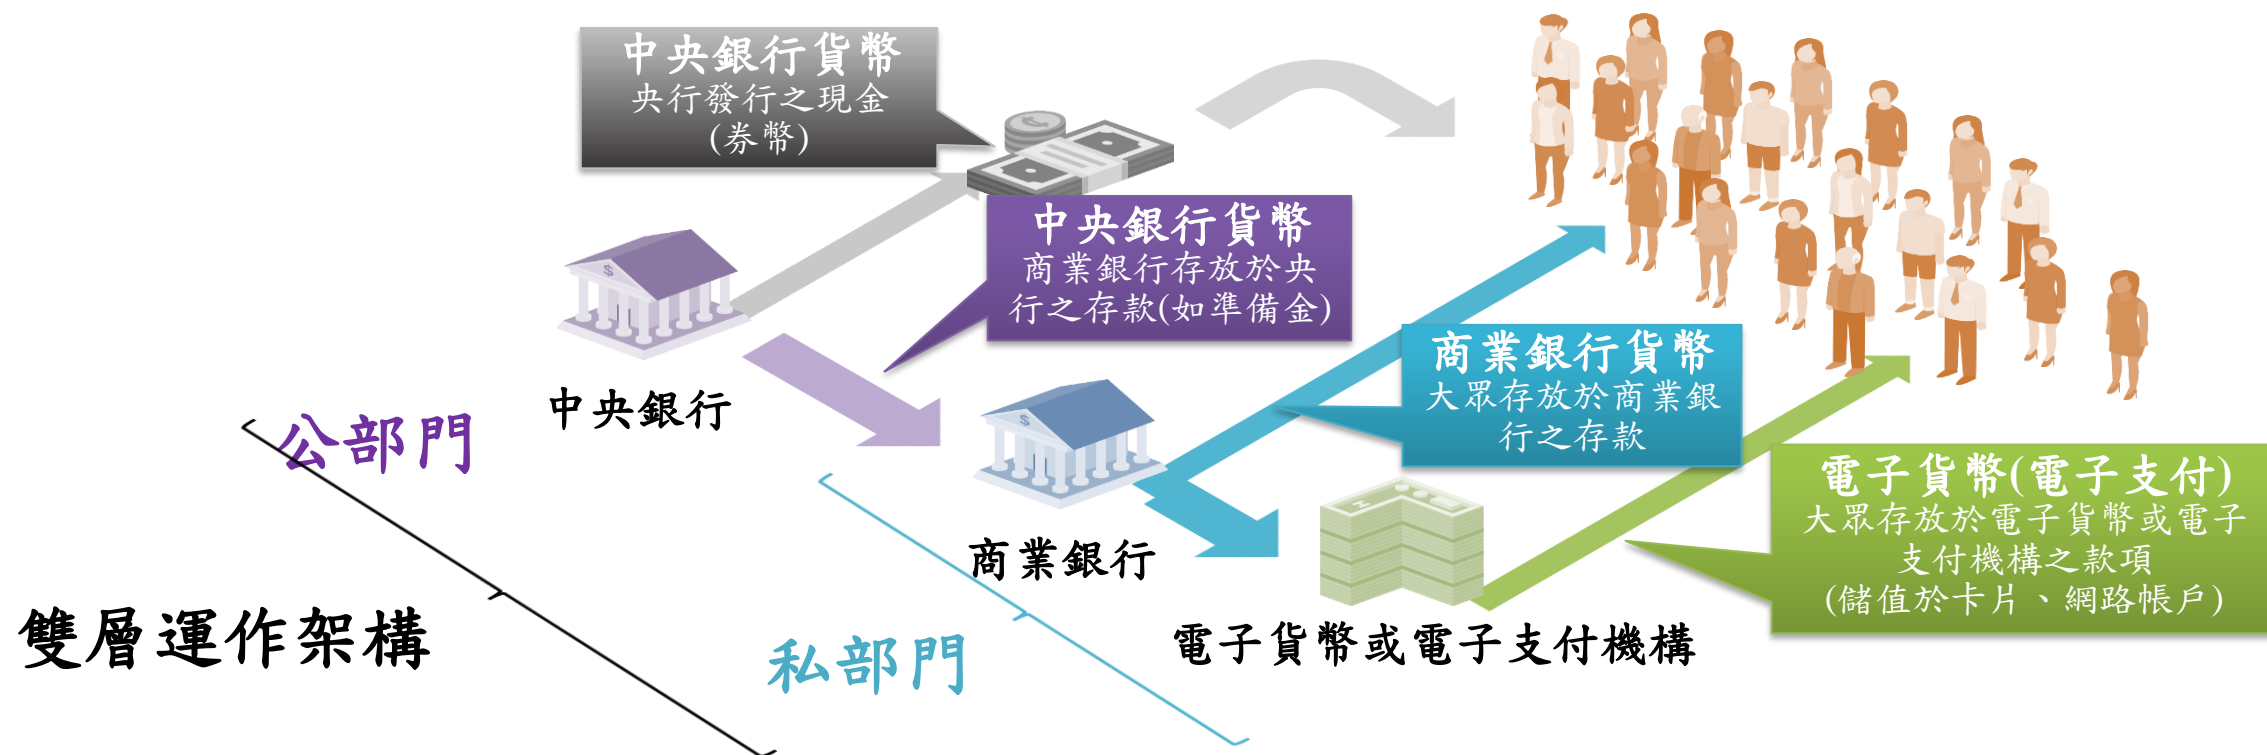 中央銀行貨幣
央行發行之現金
(券幣)
中央銀行貨幣
商業銀行存放於央
行之存款(如準備金)
商業銀行貨幣
大眾存放於商業銀
行之存款
中央銀行
公部門
電子貨幣(電子支付)
大眾存放於電子貨幣或電子
支付機構之款項
(儲值於卡片、網路帳戶)
商業銀行
雙層運作架構
私部門
電子貨幣或電子支付機構